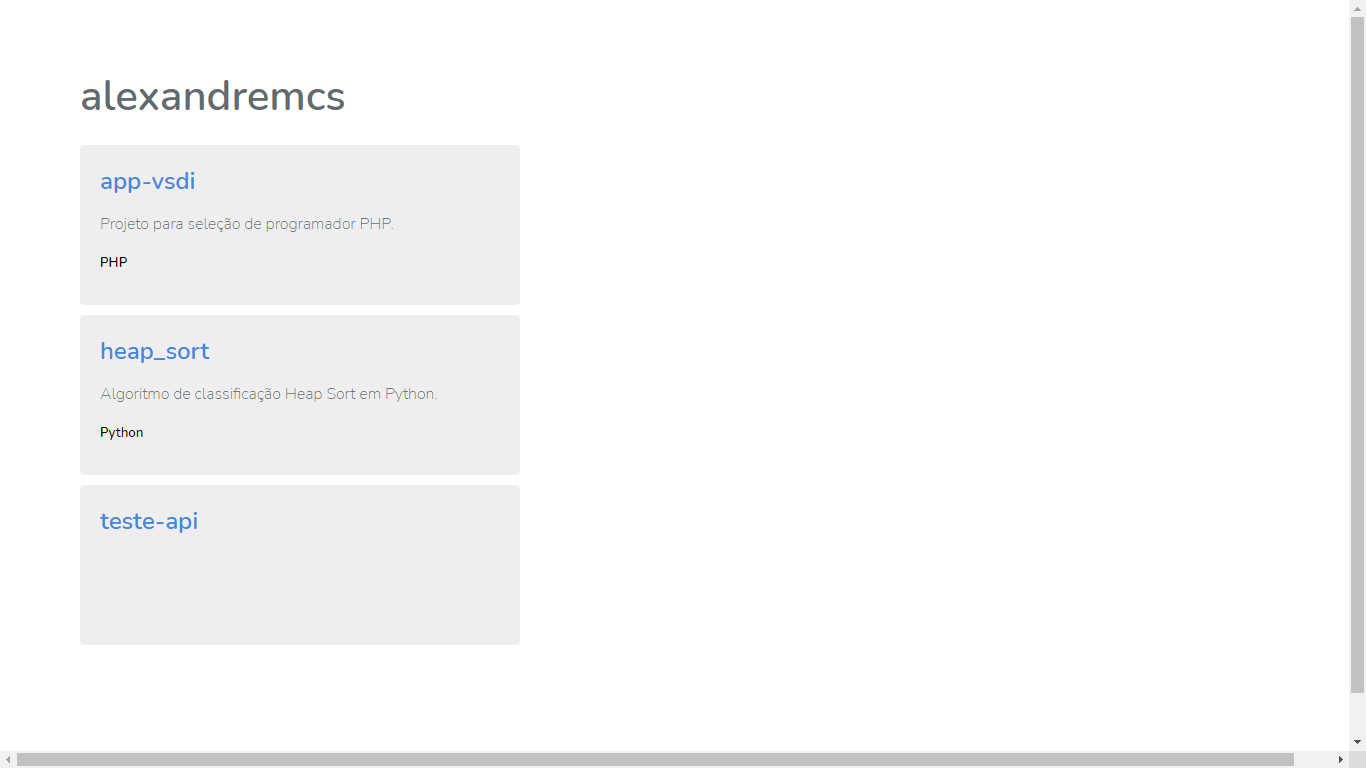 alexandremcs
app-vsdi
Projeto para seleção de programador PHP.
PHP
heap_sort
Algoritmo de classificação Heap Sort em Python.
Python
teste-api